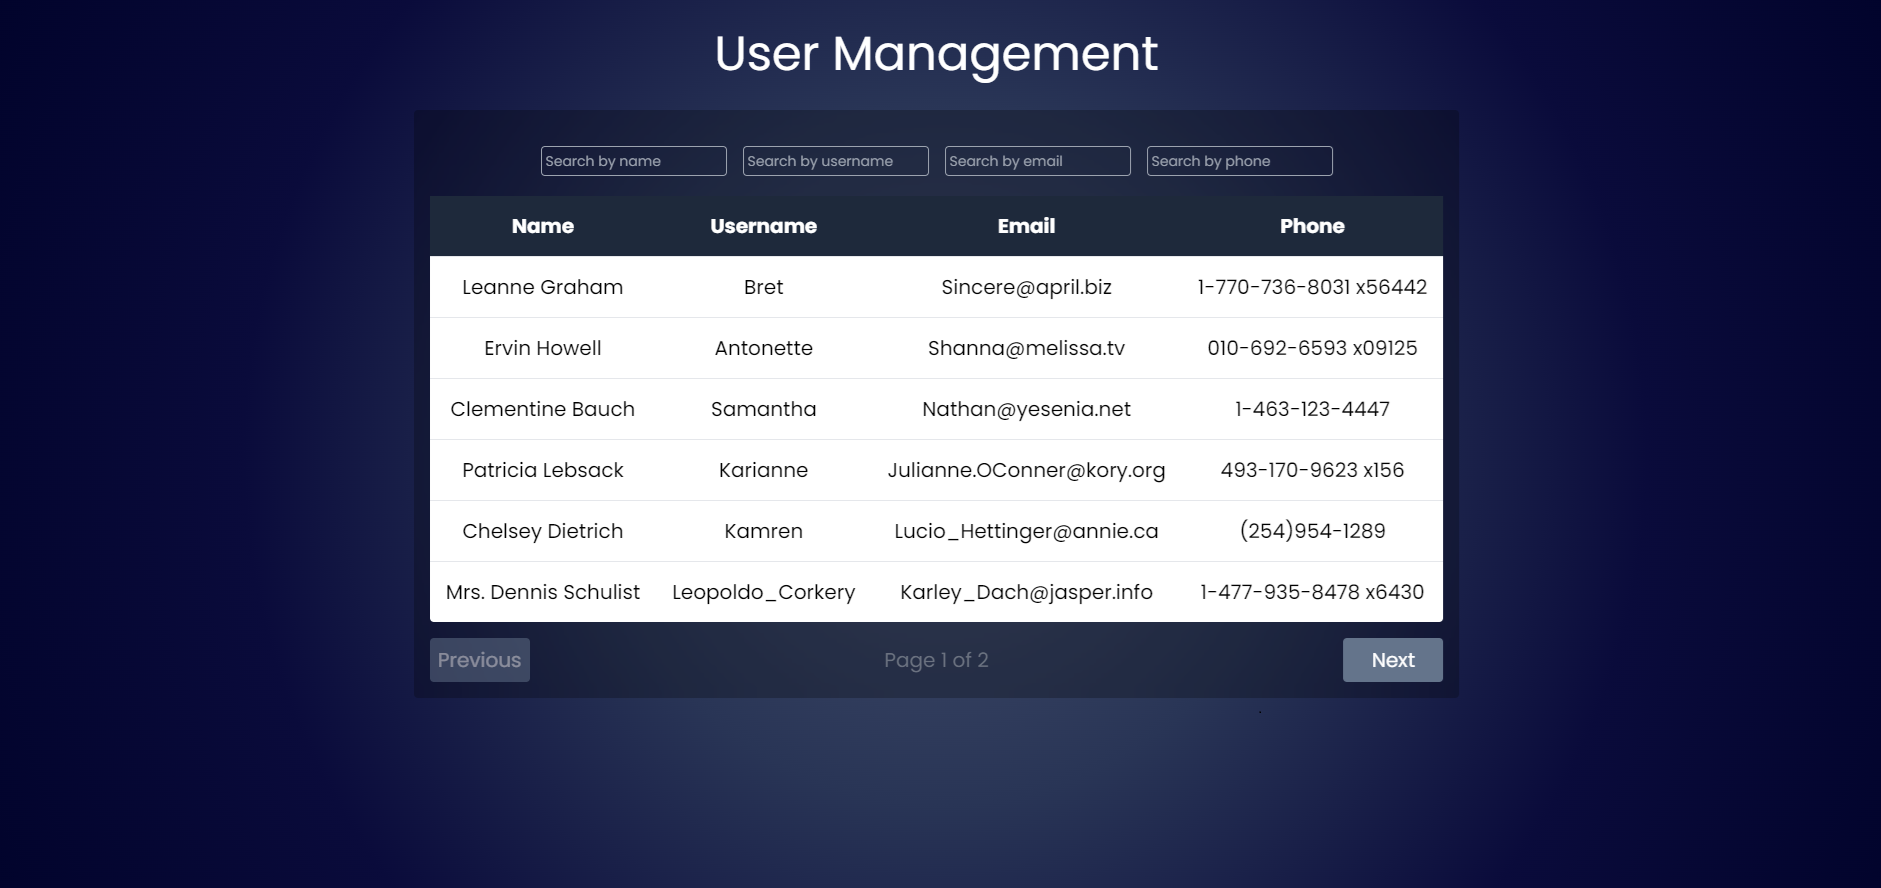 User Management
Search by name Search by username Search by email Search by phone
Name Username Email Phone
Leanne Graham Bret Sincere@april.biz 1-770-736-8031 x56442
Ervin Howell Antonette Shanna@melissa.tv 010-692-6593 x09125
Clementine Bauch Samantha Nathan@yesenia.net 1-463-123-4447
Patricia Lebsack Karianne Julianne.OConner@kory.org 493-170-9623 x156
Chelsey Dietrich Kamren Lucio_Hettinger@annie.ca (254)954-1289
Mrs. Dennis Schulist Leopoldo_Corkery Karley_Dach@jasper.info 1-477-935-8478 x6430
Previous Page 1 of 2 Next